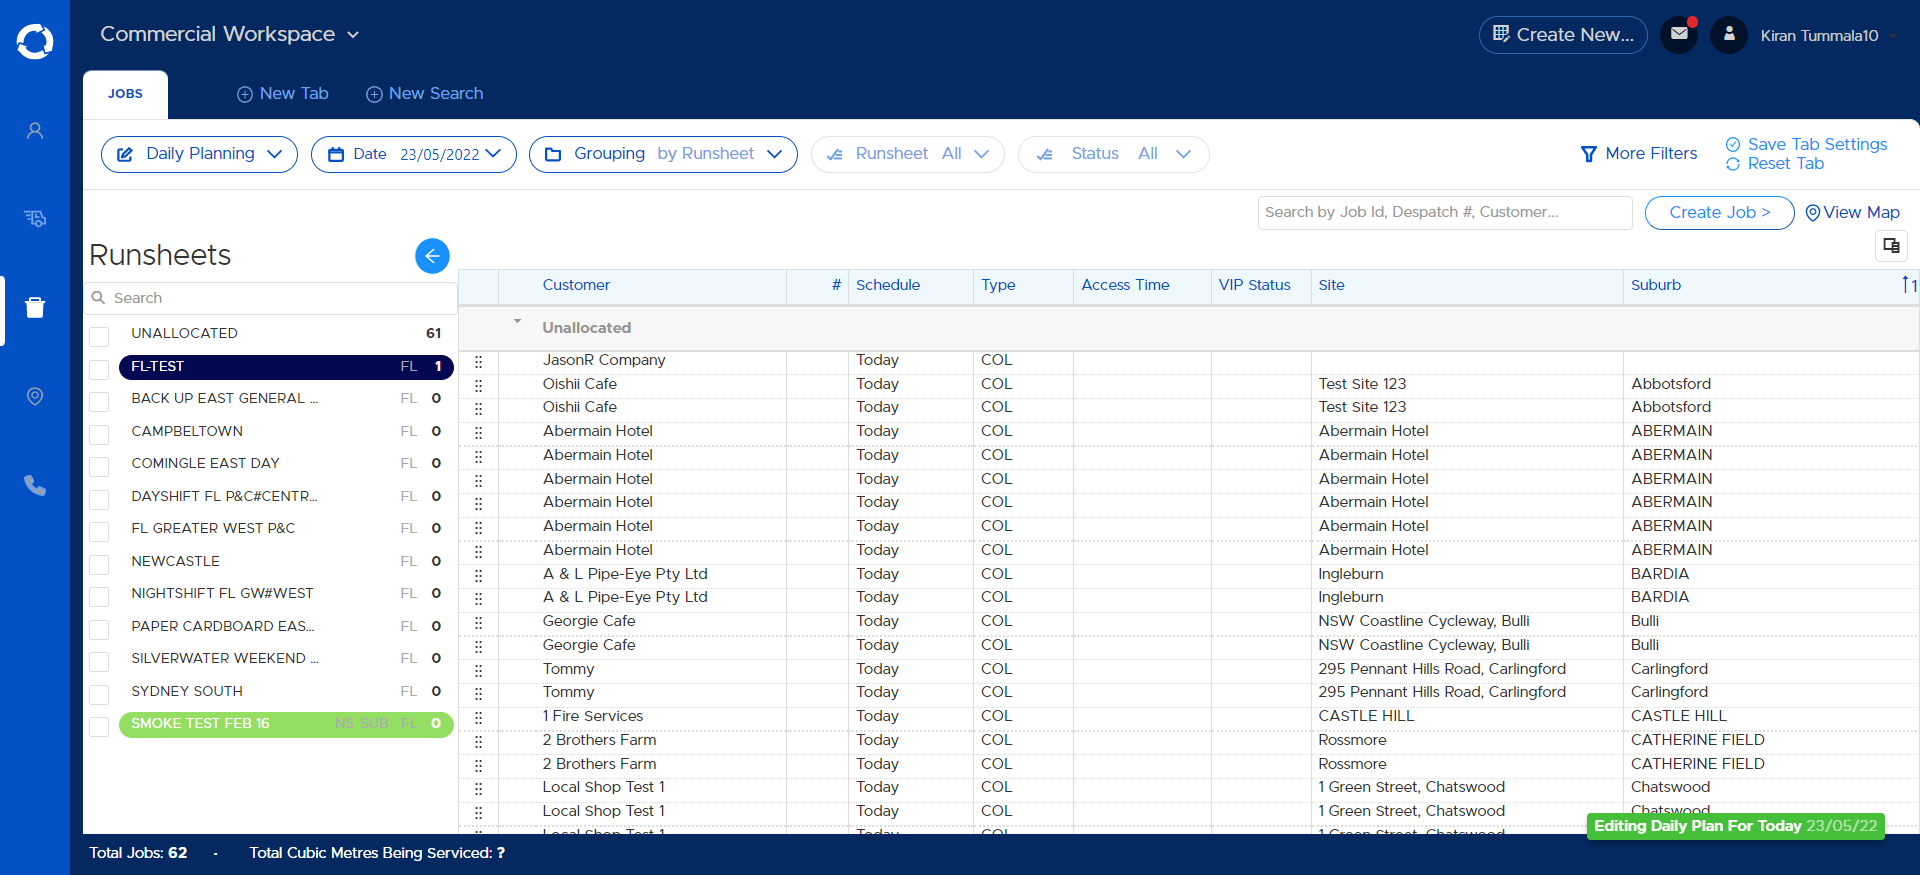 Commercial Workspace
Create New...
Kiran Tummala10
JOBS
New Tab
New Search
Daily Planning
Date 23/05/2022
Grouping by Runsheet
Runsheet All
Status All
More Filters
Save Tab Settings
Reset Tab
Search by Job Id, Despatch #, Customer...
Create Job >
View Map
Runsheets
Search
UNALLOCATED 61
FL-TEST FL 1
BACK UP EAST GENERAL ... FL 0
CAMPBELTOWN FL 0
COMINGLE EAST DAY FL 0
DAYSHIFT FL P&C#CENTR... FL 0
FL GREATER WEST P&C FL 0
NEWCASTLE FL 0
NIGHTSHIFT FL GW#WEST FL 0
PAPER CARDBOARD EAS... FL 0
SILVERWATER WEEKEND ... FL 0
SYDNEY SOUTH FL 0
SMOKE TEST FEB 16 NS SUB FL 0
Customer # Schedule Type Access Time VIP Status Site Suburb 1
Unallocated
JasonR Company Today COL
Oishii Cafe Today COL Test Site 123 Abbotsford
Oishii Cafe Today COL Test Site 123 Abbotsford
Abermain Hotel Today COL Abermain Hotel ABERMAIN
Abermain Hotel Today COL Abermain Hotel ABERMAIN
Abermain Hotel Today COL Abermain Hotel ABERMAIN
Abermain Hotel Today COL Abermain Hotel ABERMAIN
Abermain Hotel Today COL Abermain Hotel ABERMAIN
Abermain Hotel Today COL Abermain Hotel ABERMAIN
A & L Pipe-Eye Pty Ltd Today COL Ingleburn BARDIA
A & L Pipe-Eye Pty Ltd Today COL Ingleburn BARDIA
Georgie Cafe Today COL NSW Coastline Cycleway, Bulli Bulli
Georgie Cafe Today COL NSW Coastline Cycleway, Bulli Bulli
Tommy Today COL 295 Pennant Hills Road, Carlingford Carlingford
Tommy Today COL 295 Pennant Hills Road, Carlingford Carlingford
1 Fire Services Today COL CASTLE HILL CASTLE HILL
2 Brothers Farm Today COL Rossmore CATHERINE FIELD
2 Brothers Farm Today COL Rossmore CATHERINE FIELD
Local Shop Test 1 Today COL 1 Green Street, Chatswood Chatswood
Local Shop Test 1 Today COL 1 Green Street, Chatswood Chatswood
Local Shop Test 1 Today COL 1 Green Street, Chatswood
Editing Daily Plan For Today 23/05/22
Total Jobs: 62 - Total Cubic Metres Being Serviced: ?